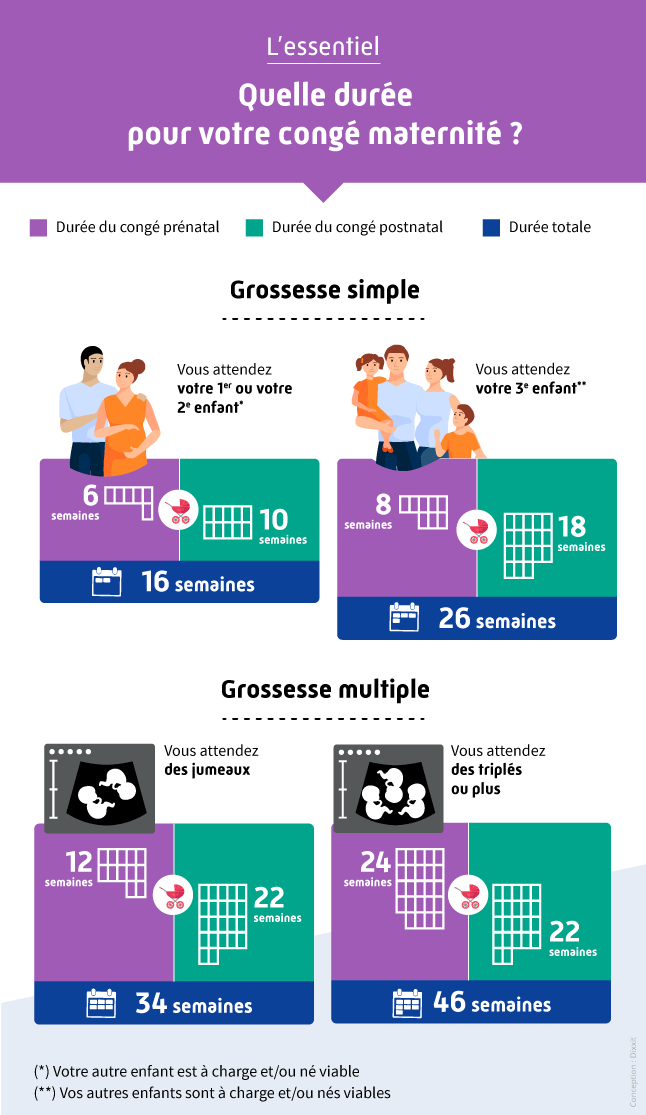 L'essentiel
Quelle durée
pour votre congé maternité ?
Durée du congé prénatal
Durée du congé postnatal
Durée totale
Grossesse simple
Vous attendez
votre 1er ou votre
2e enfant*
6
semaines
10
semaines
16 semaines
Vous attendez
votre 3e enfant**
8
semaines
18
semaines
26 semaines
Grossesse multiple
Vous attendez
des jumeaux
12
semaines
22
semaines
34 semaines
Vous attendez
des triplés
ou plus
24
semaines
22
semaines
46 semaines
(*) Votre autre enfant est à charge et/ou né viable
(**) Vos autres enfants sont à charge et/ou nés viables
Conception : Dixxit